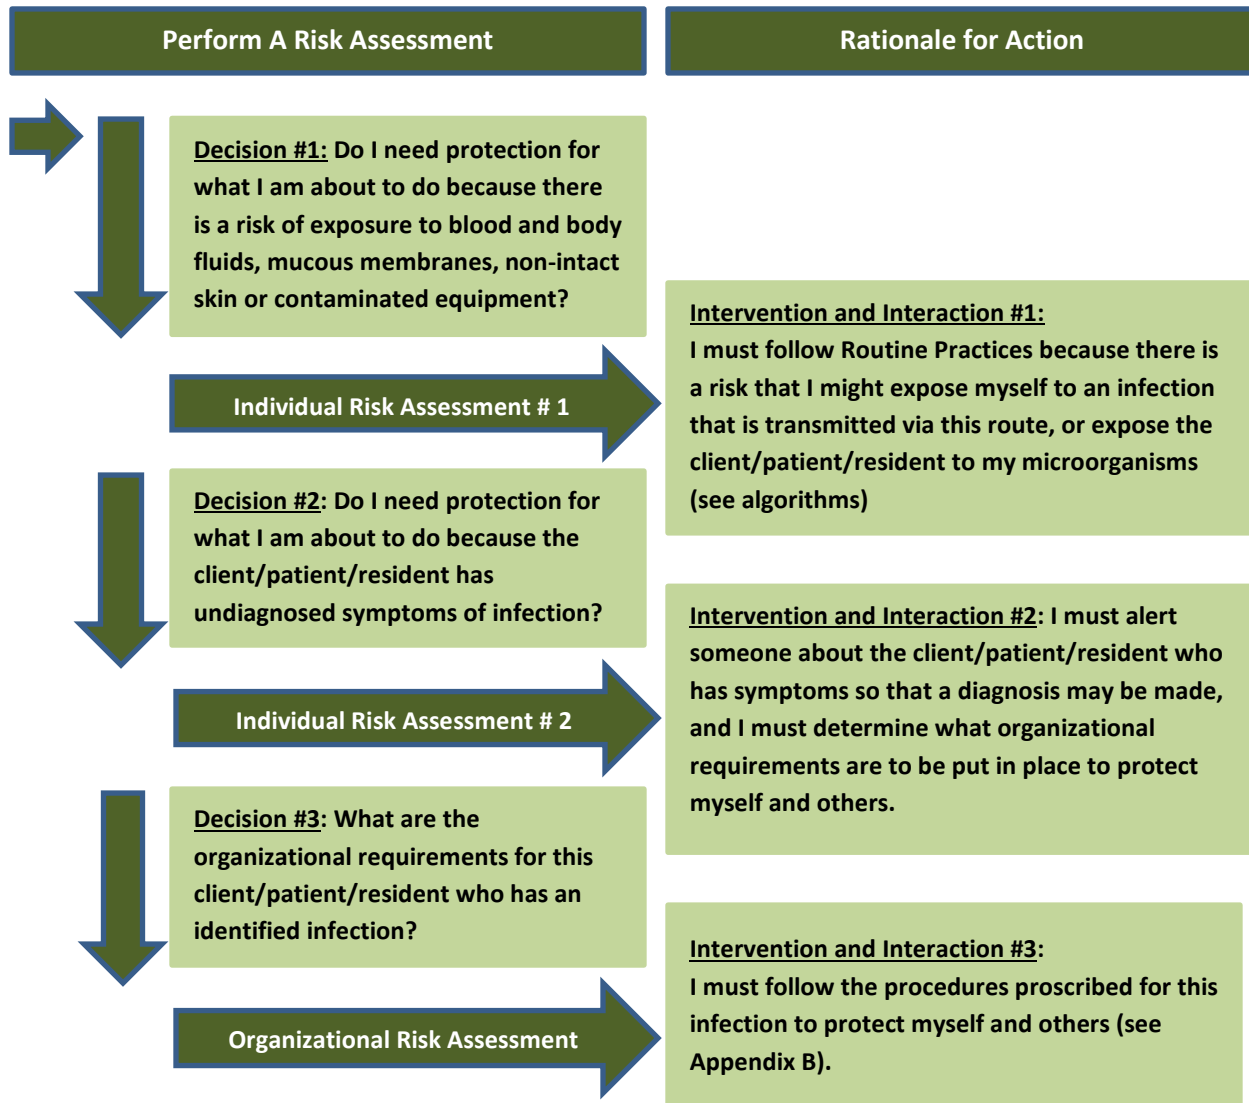 Perform A Risk Assessment
Rationale for Action
Decision #1: Do I need protection for
what I am about to do because there
is a risk of exposure to blood and body
fluids, mucous membranes, non-intact
skin or contaminated equipment?
Individual Risk Assessment # 1
Intervention and Interaction #1:
I must follow Routine Practices because there is
a risk that I might expose myself to an infection
that is transmitted via this route, or expose the
client/patient/resident to my microorganisms
(see algorithms)
Decision #2: Do I need protection for
what I am about to do because the
client/patient/resident has
undiagnosed symptoms of infection?
Individual Risk Assessment # 2
Intervention and Interaction #2: I must alert
someone about the client/patient/resident who
has symptoms so that a diagnosis may be made,
and I must determine what organizational
requirements are to be put in place to protect
myself and others.
Decision #3: What are the
organizational requirements for this
client/patient/resident who has an
identified infection?
Organizational Risk Assessment
Intervention and Interaction #3:
I must follow the procedures proscribed for this
infection to protect myself and others (see
Appendix B).